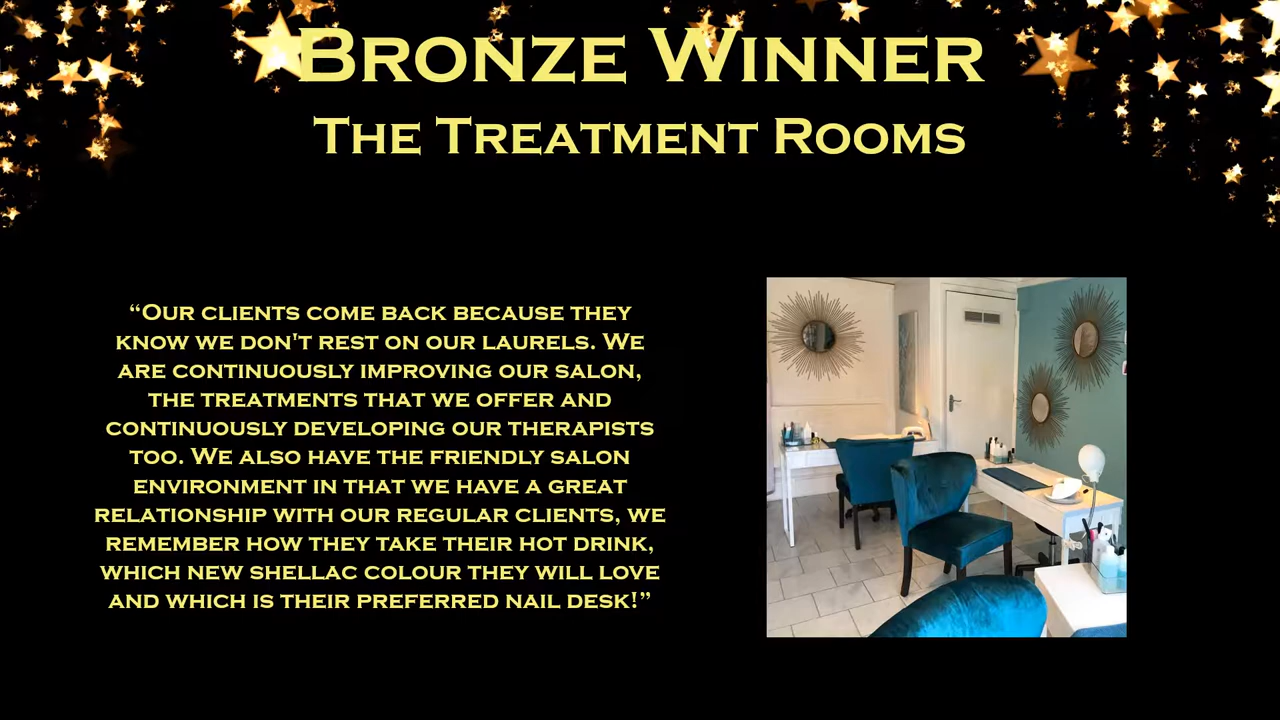 Bronze Winner
The Treatment Rooms
“Our clients come back because they
know we don't rest on our laurels. We
are continuously improving our salon,
the treatments that we offer and
continuously developing our therapists
too. We also have the friendly salon
environment in that we have a great
relationship with our regular clients, we
remember how they take their hot drink,
which new shellac colour they will love
and which is their preferred nail desk!”